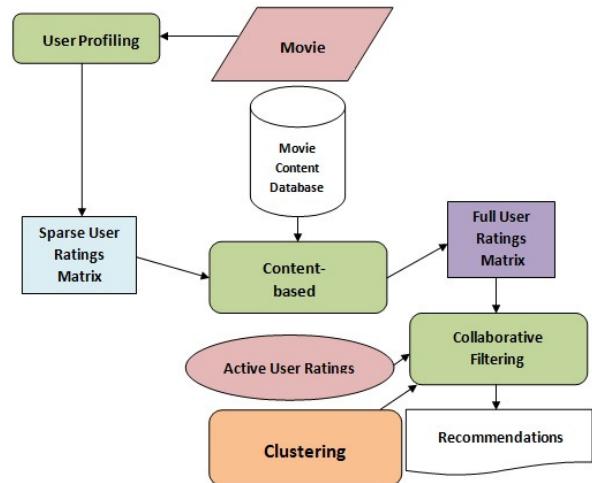 User Profiling
Movie
Movie
Content
Database
Sparse User
Ratings
Matrix
Content-
based
Full User
Ratings
Matrix
Active User Ratings
Collaborative
Filtering
Clustering
Recommendations